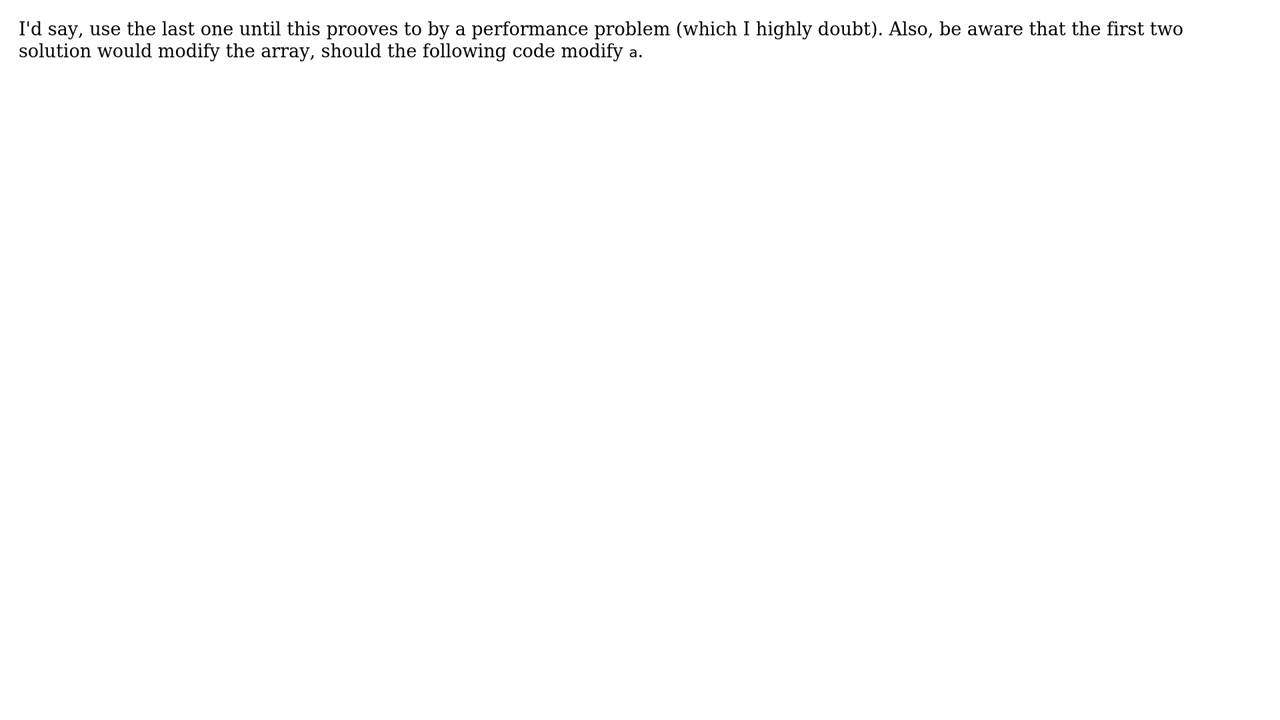 I'd say, use the last one until this prooves to by a performance problem (which I highly doubt). Also, be aware that the first two
solution would modify the array, should the following code modify a.